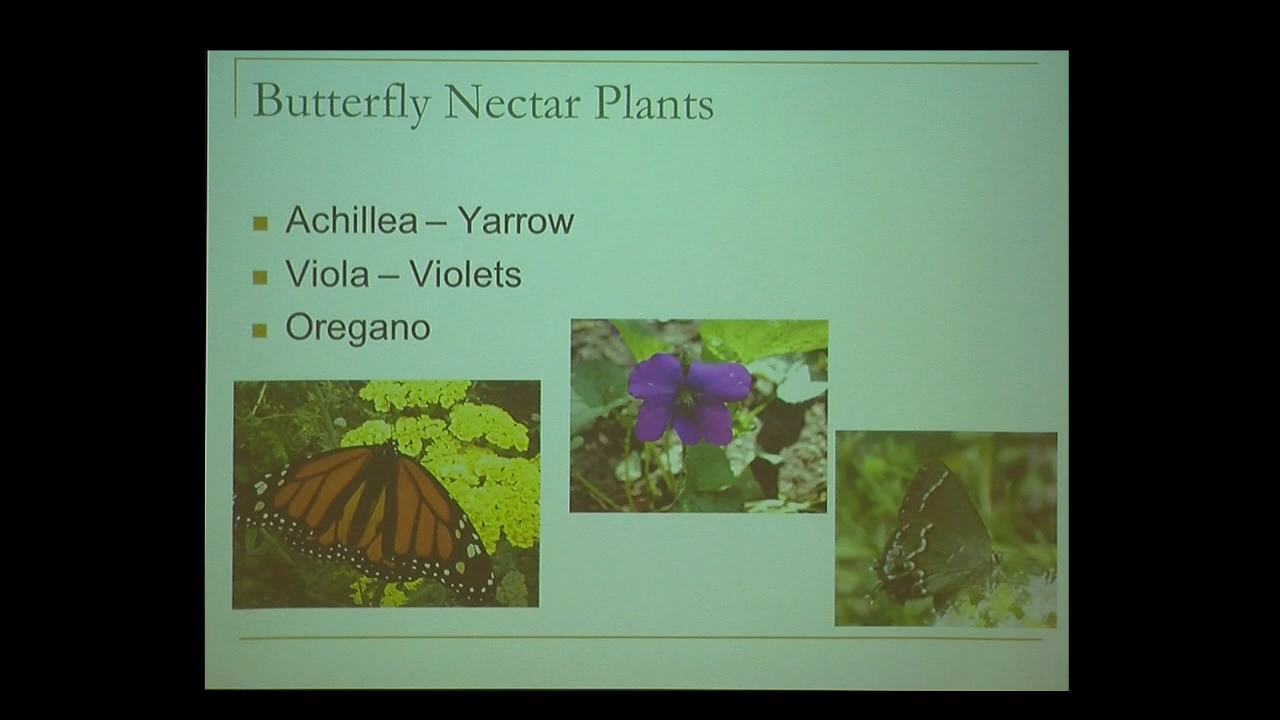 Butterfly Nectar Plants
Achillea – Yarrow
Viola – Violets
Oregano